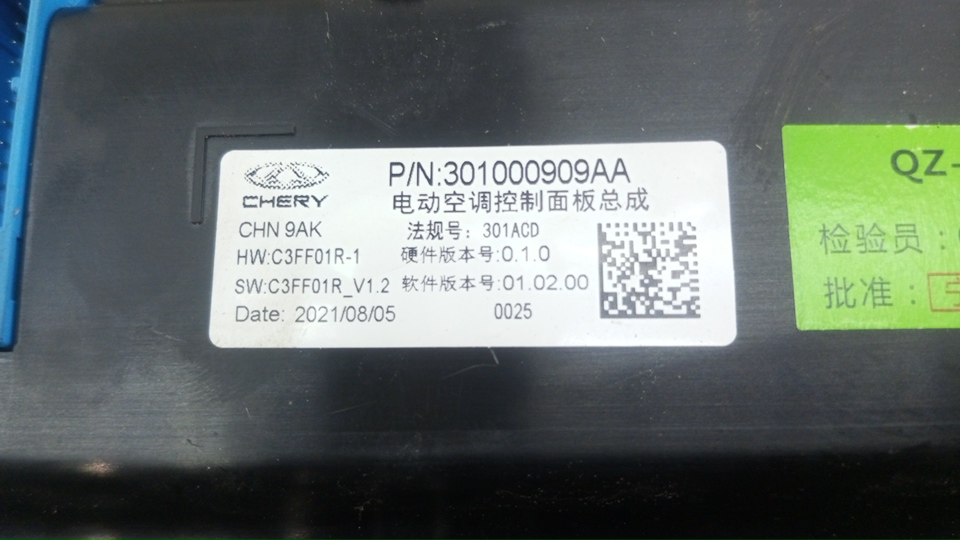 CHERY
P/N:301000909AA
电动空调控制面板总成
CHN 9AK
法规号：301ACD
HW:C3FF01R-1
硬件版本号:0.1.0
SW:C3FF01R_V1.2
软件版本号:01.02.00
Date: 2021/08/05
0025
QZ-
检验员：
批准：